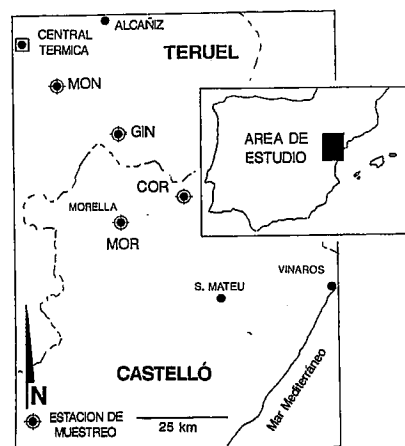 ALCAÑIZ
CENTRAL
TERMICA
TERUEL
MON
GIN
AREA DE
ESTUDIO
COR
MORELLA
MOR
S. MATEU
VINAROS
Mar Mediterráneo
CASTELLÓ
N
ESTACION DE
MUESTREO
25 km